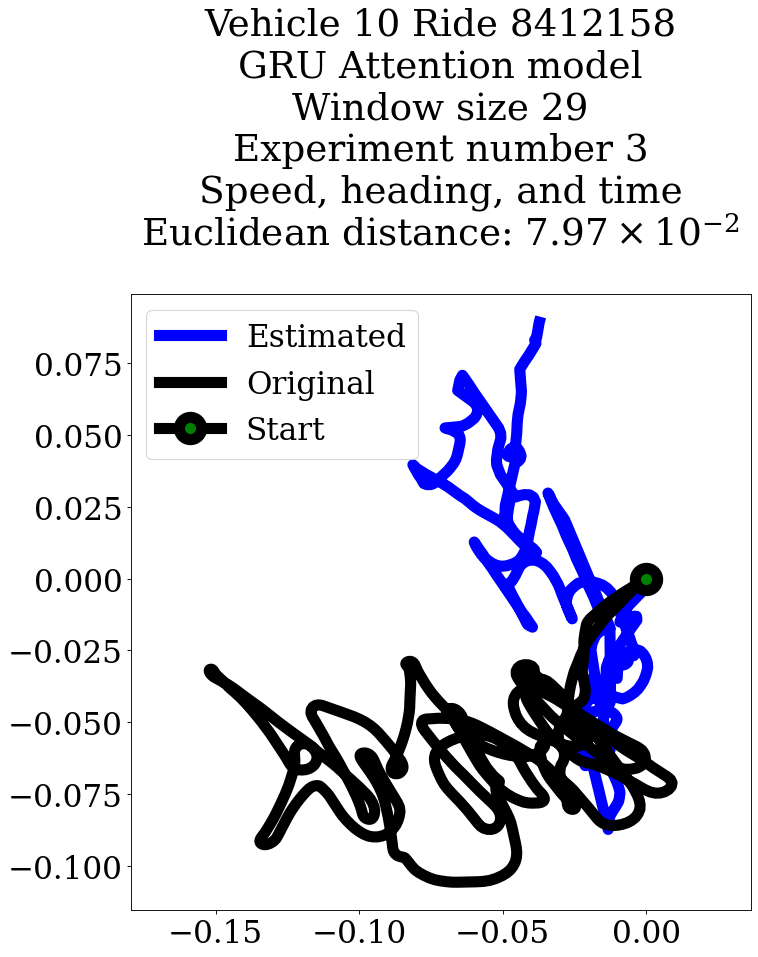 Vehicle 10 Ride 8412158
GRU Attention model
Window size 29
Experiment number 3
Speed, heading, and time
Euclidean distance: 7.97 × 10⁻²
Estimated
Original
Start
0.075
0.050
0.025
0.000
−0.025
−0.050
−0.075
−0.100
−0.15 −0.10 −0.05 0.00